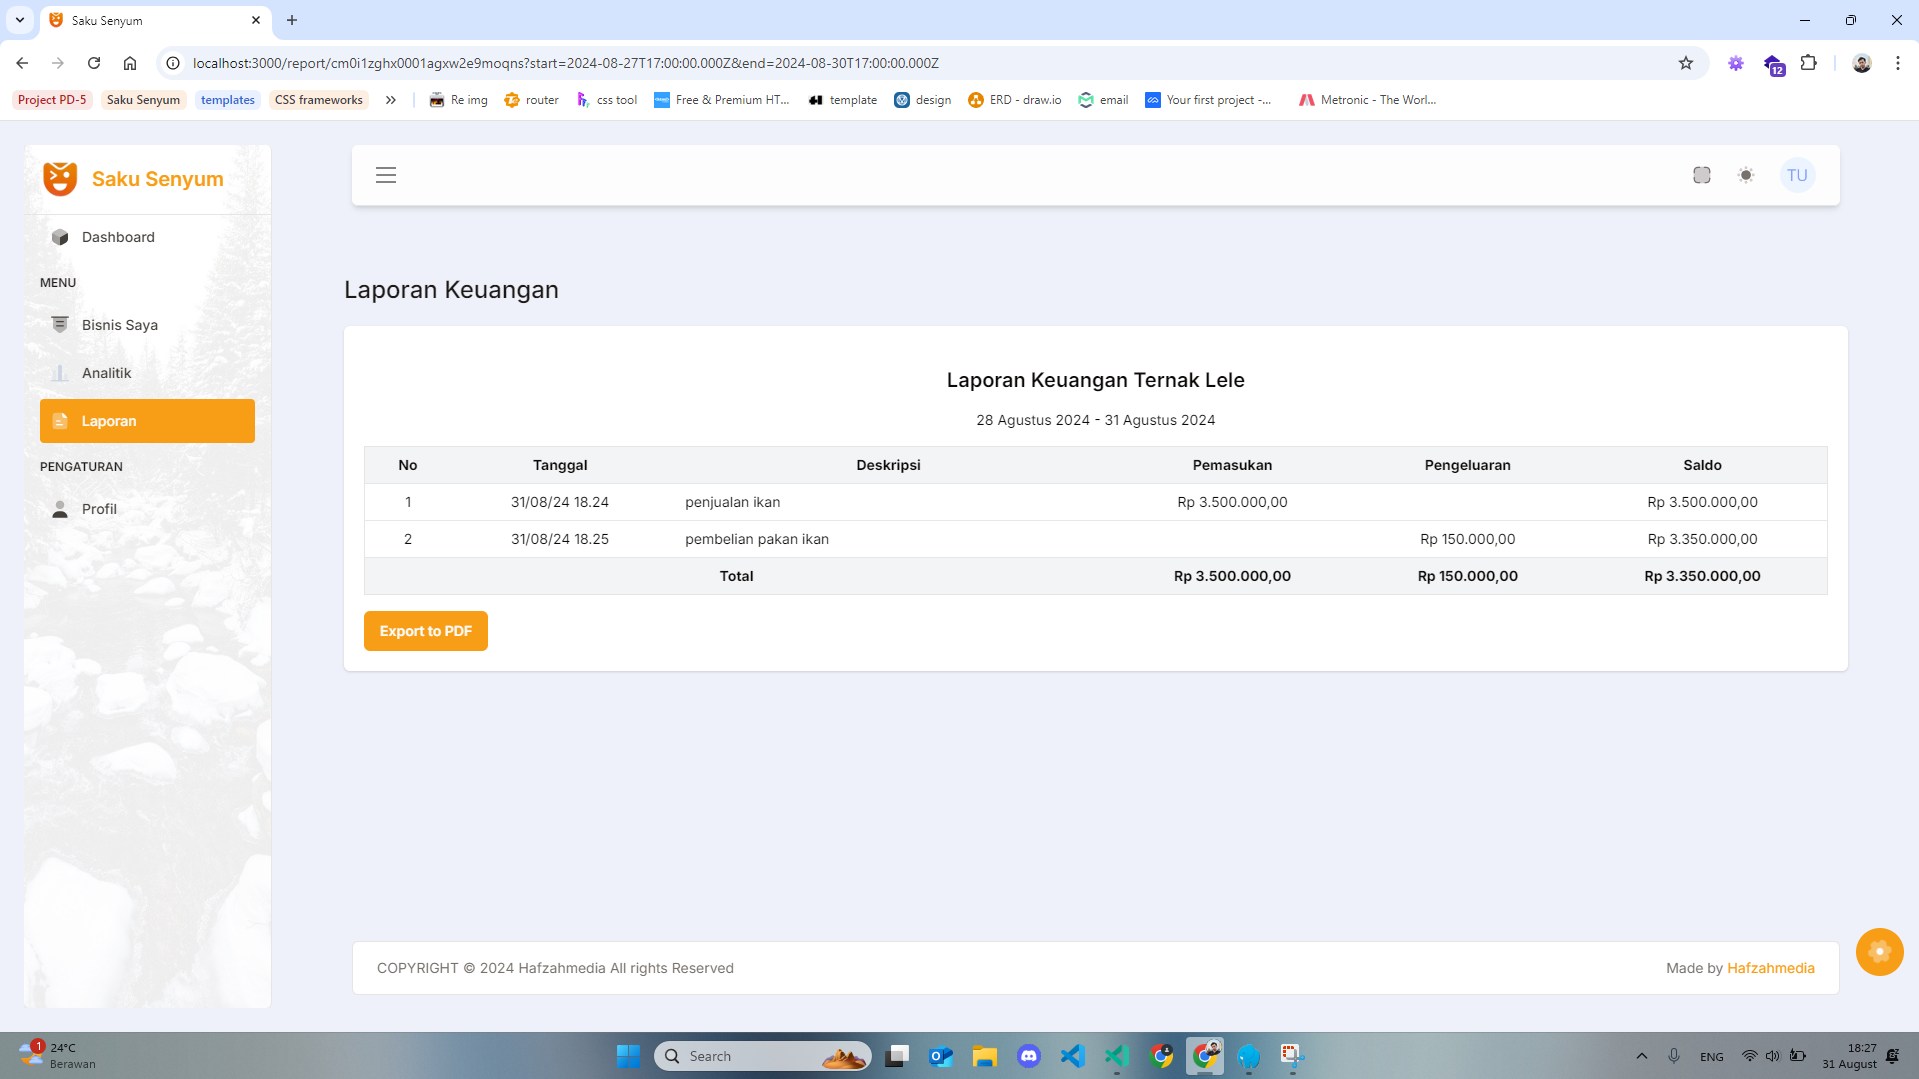 Saku Senyum
localhost:3000/report/cm0i1zghx0001agxw2e9moqns?start=2024-08-27T17:00:00.000Z&end=2024-08-30T17:00:00.000Z
12
Project PD-5 Saku Senyum templates CSS frameworks Re img router css tool Free & Premium HT... template design ERD - draw.io email Your first project -... Metronic - The Worl...
Saku Senyum
TU
Dashboard
MENU
Bisnis Saya
Analitik
Laporan
PENGATURAN
Profil
Laporan Keuangan
Laporan Keuangan Ternak Lele
28 Agustus 2024 - 31 Agustus 2024
No Tanggal Deskripsi Pemasukan Pengeluaran Saldo
1 31/08/24 18.24 penjualan ikan Rp 3.500.000,00 Rp 3.500.000,00
2 31/08/24 18.25 pembelian pakan ikan Rp 150.000,00 Rp 3.350.000,00
Total Rp 3.500.000,00 Rp 150.000,00 Rp 3.350.000,00
Export to PDF
COPYRIGHT © 2024 Hafzahmedia All rights Reserved
Made by Hafzahmedia
1
24°C
Berawan
Search
ENG
18:27
31 August